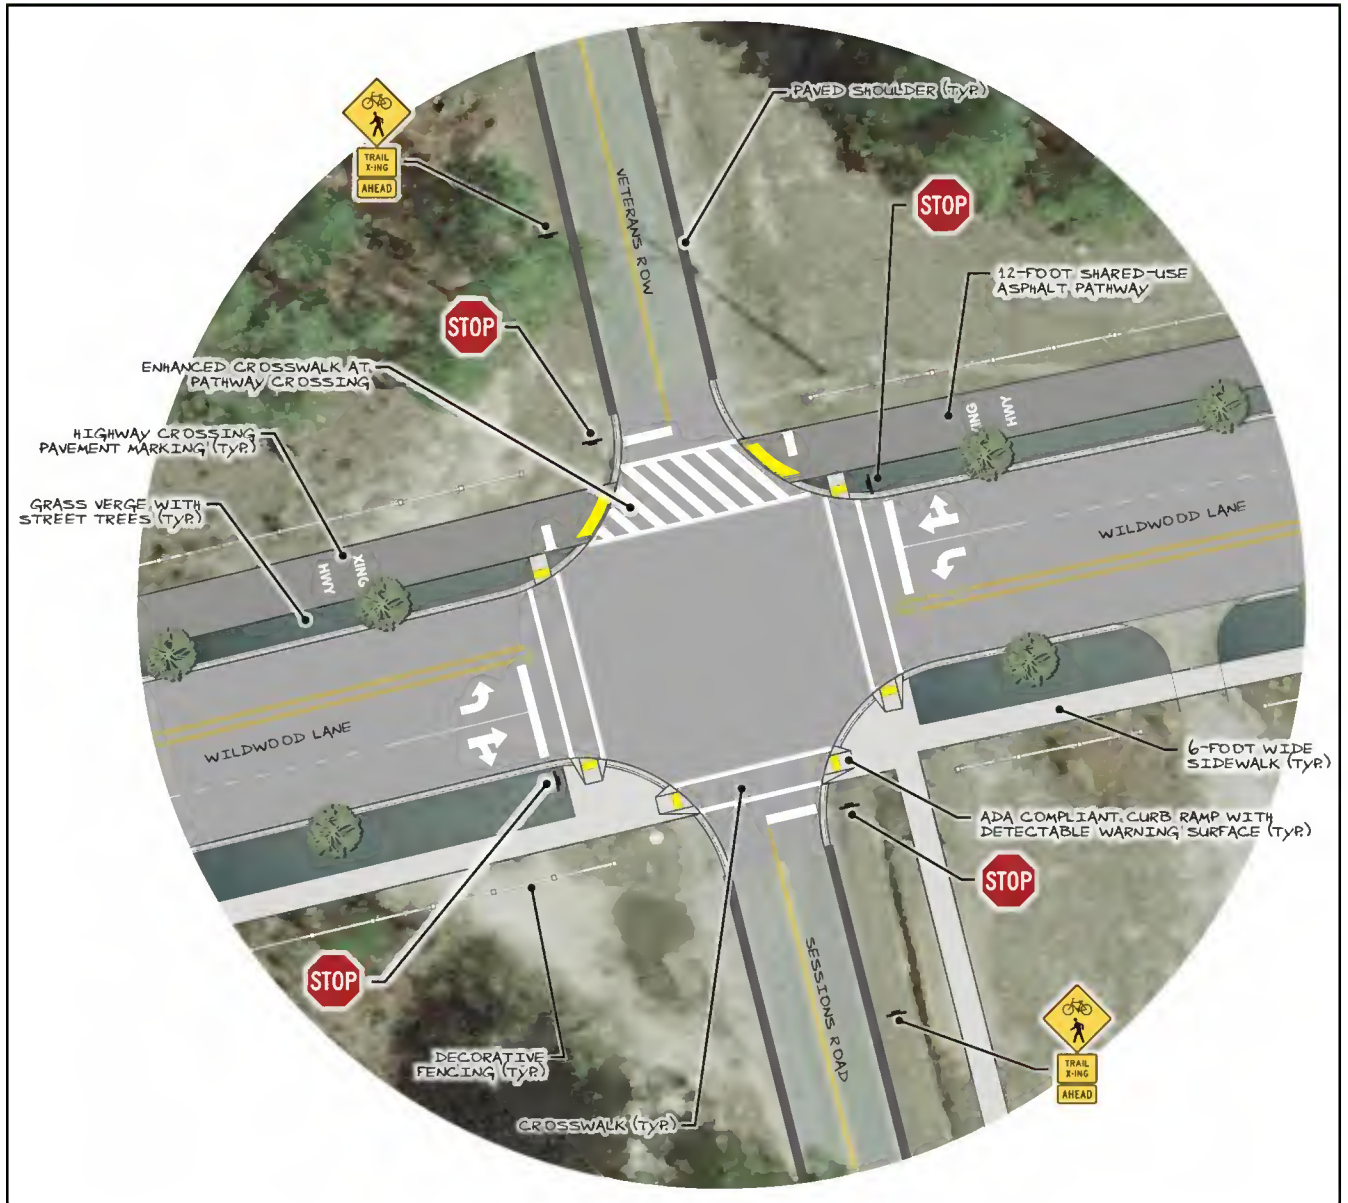 PAVED SHOULDER (TYP.)
TRAIL
X-ING
AHEAD
VETERANS ROW
STOP
12-FOOT SHARED-USE
ASPHALT PATHWAY
STOP
ENHANCED CROSSWALK AT
PATHWAY CROSSING
HWY
HIGHWAY CROSSING
PAVEMENT MARKING (TYP.)
GRASS VERGE WITH
STREET TREES (TYP.)
WILDWOOD LANE
XING
HWY
WILDWOOD LANE
6-FOOT WIDE
SIDEWALK (TYP.)
ADA COMPLIANT CURB RAMP WITH
DETECTABLE WARNING SURFACE (TYP.)
STOP
STOP
SESSIONS ROAD
DECORATIVE
FENCING (TYP.)
TRAIL
X-ING
AHEAD
CROSSWALK (TYP.)